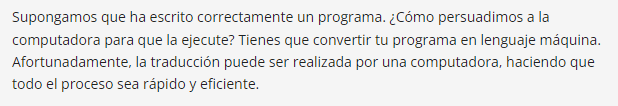 Supongamos que ha escrito correctamente un programa. ¿Cómo persuadimos a la
computadora para que la ejecute? Tienes que convertir tu programa en lenguaje máquina.
Afortunadamente, la traducción puede ser realizada por una computadora, haciendo que
todo el proceso sea rápido y eficiente.